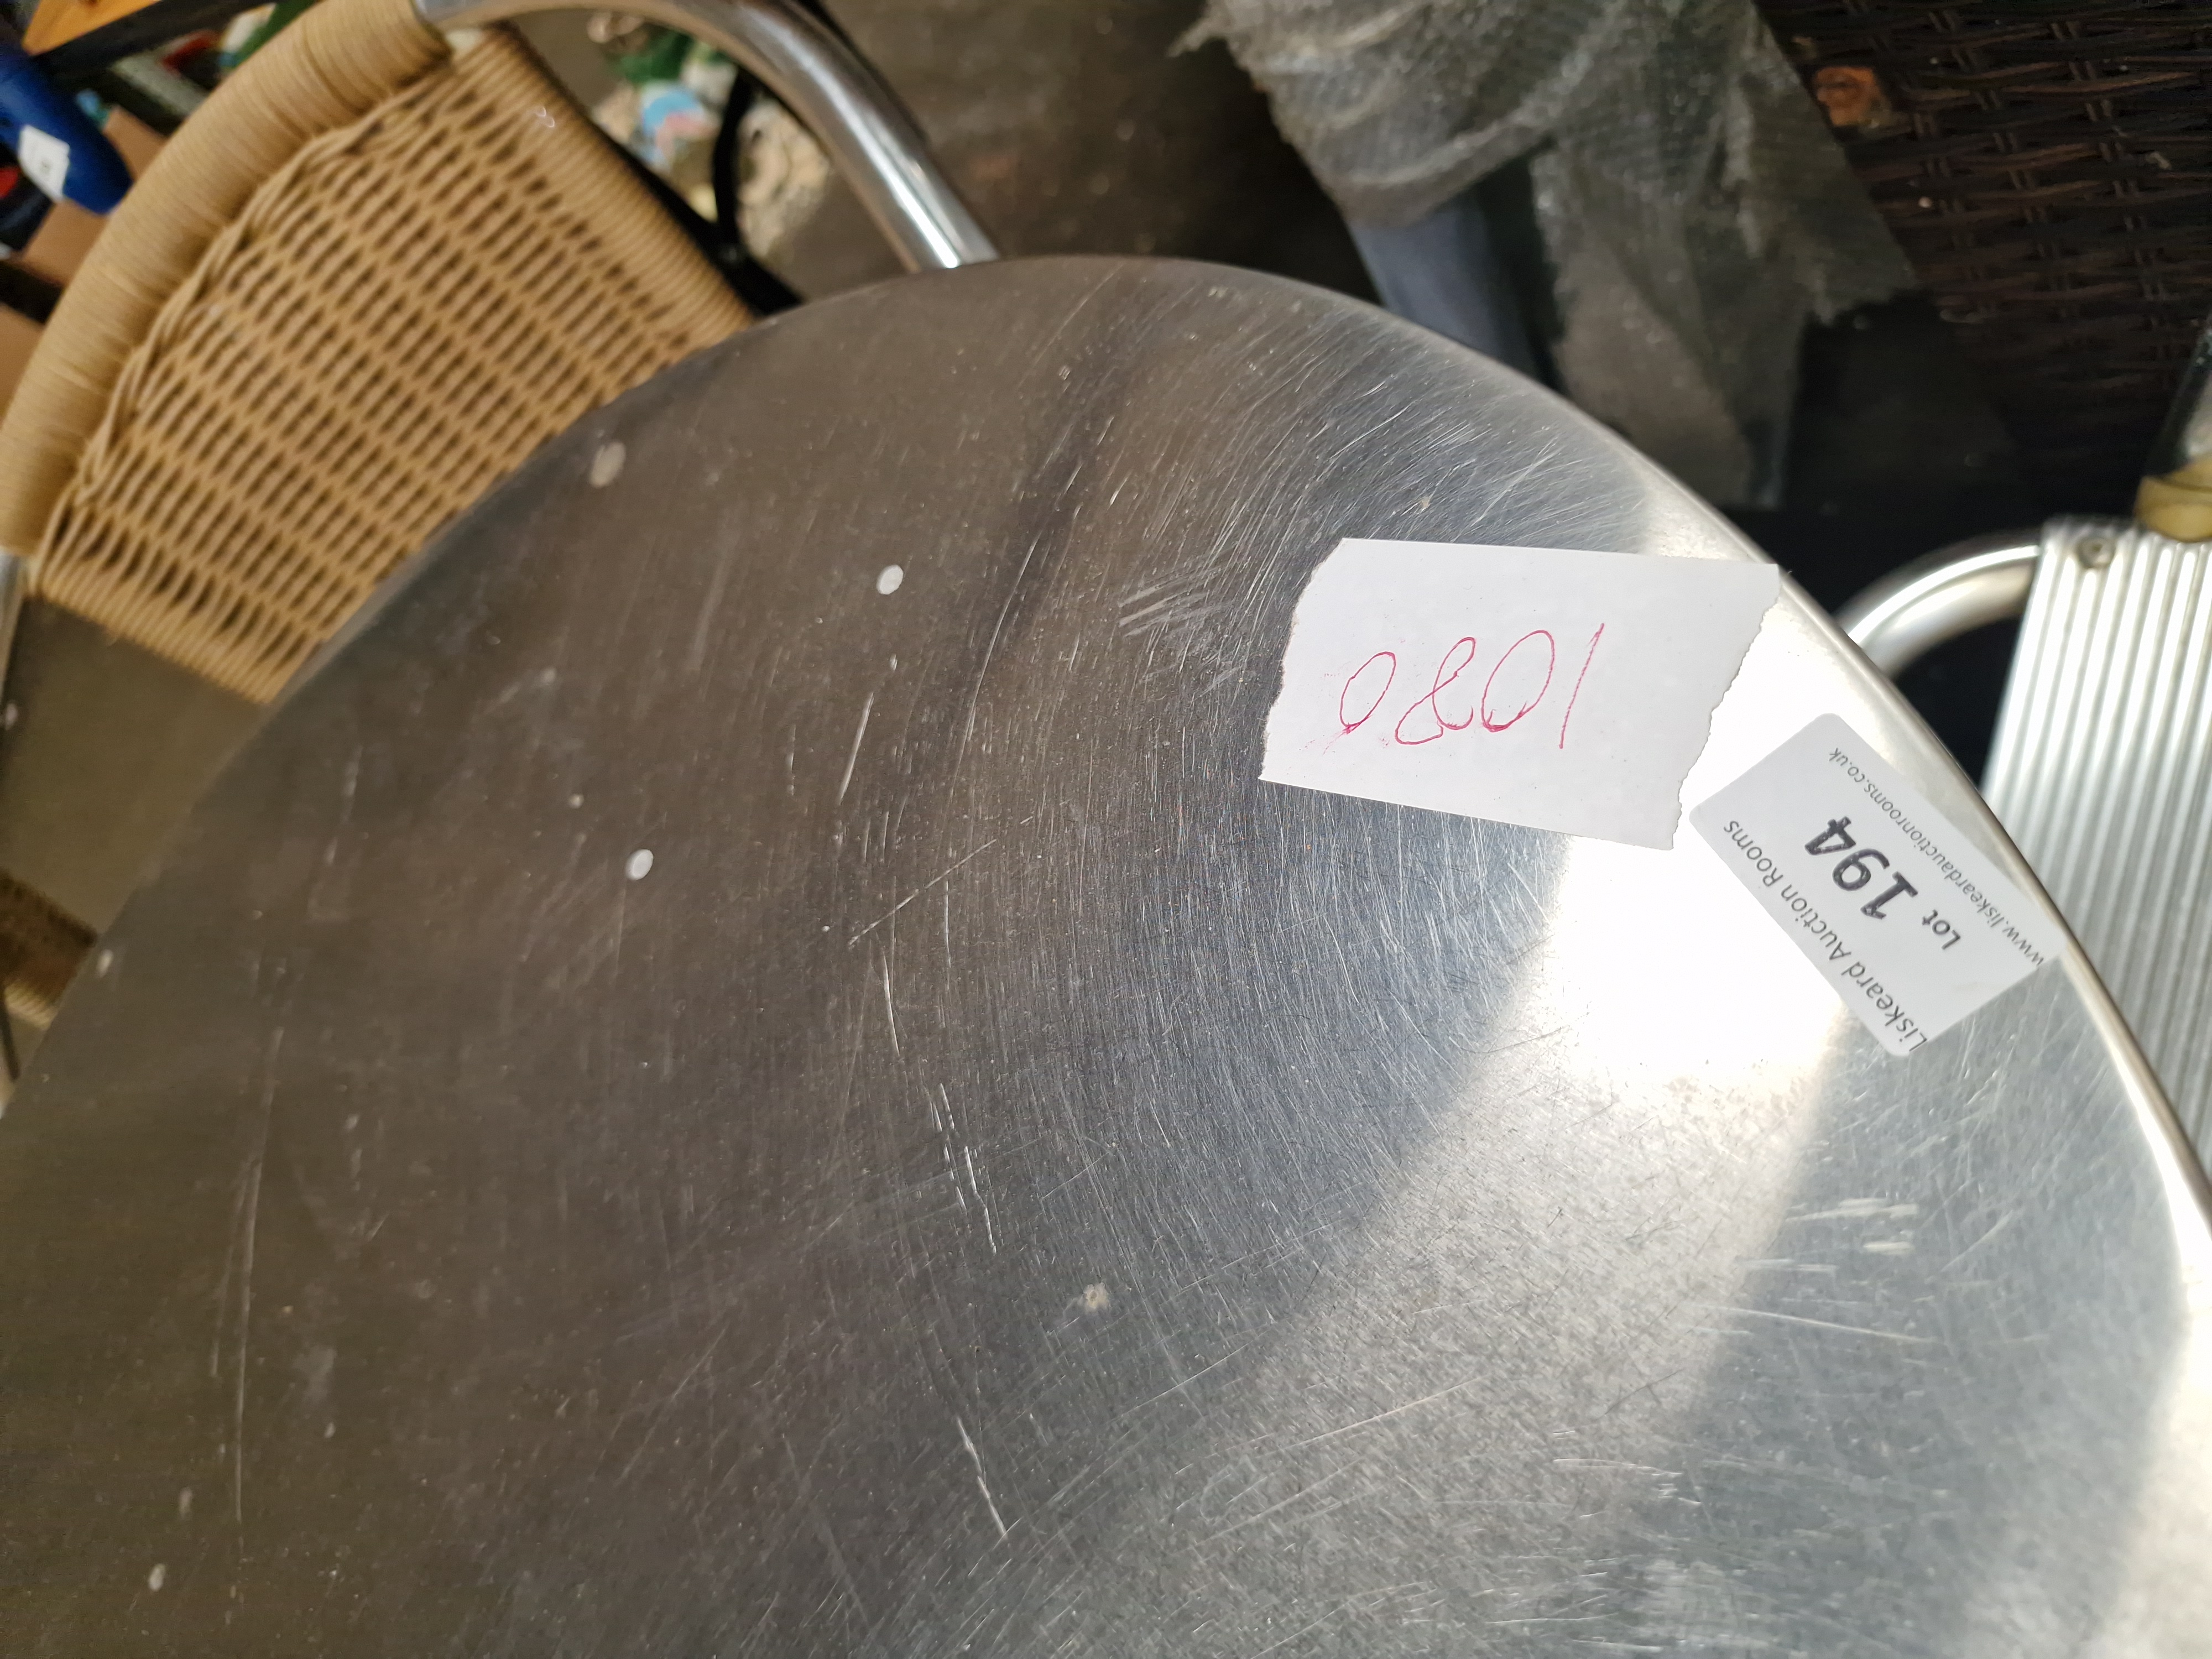 1080
Liskeard Auction Rooms
Lot 194
www.liskeardauctionrooms.co.uk